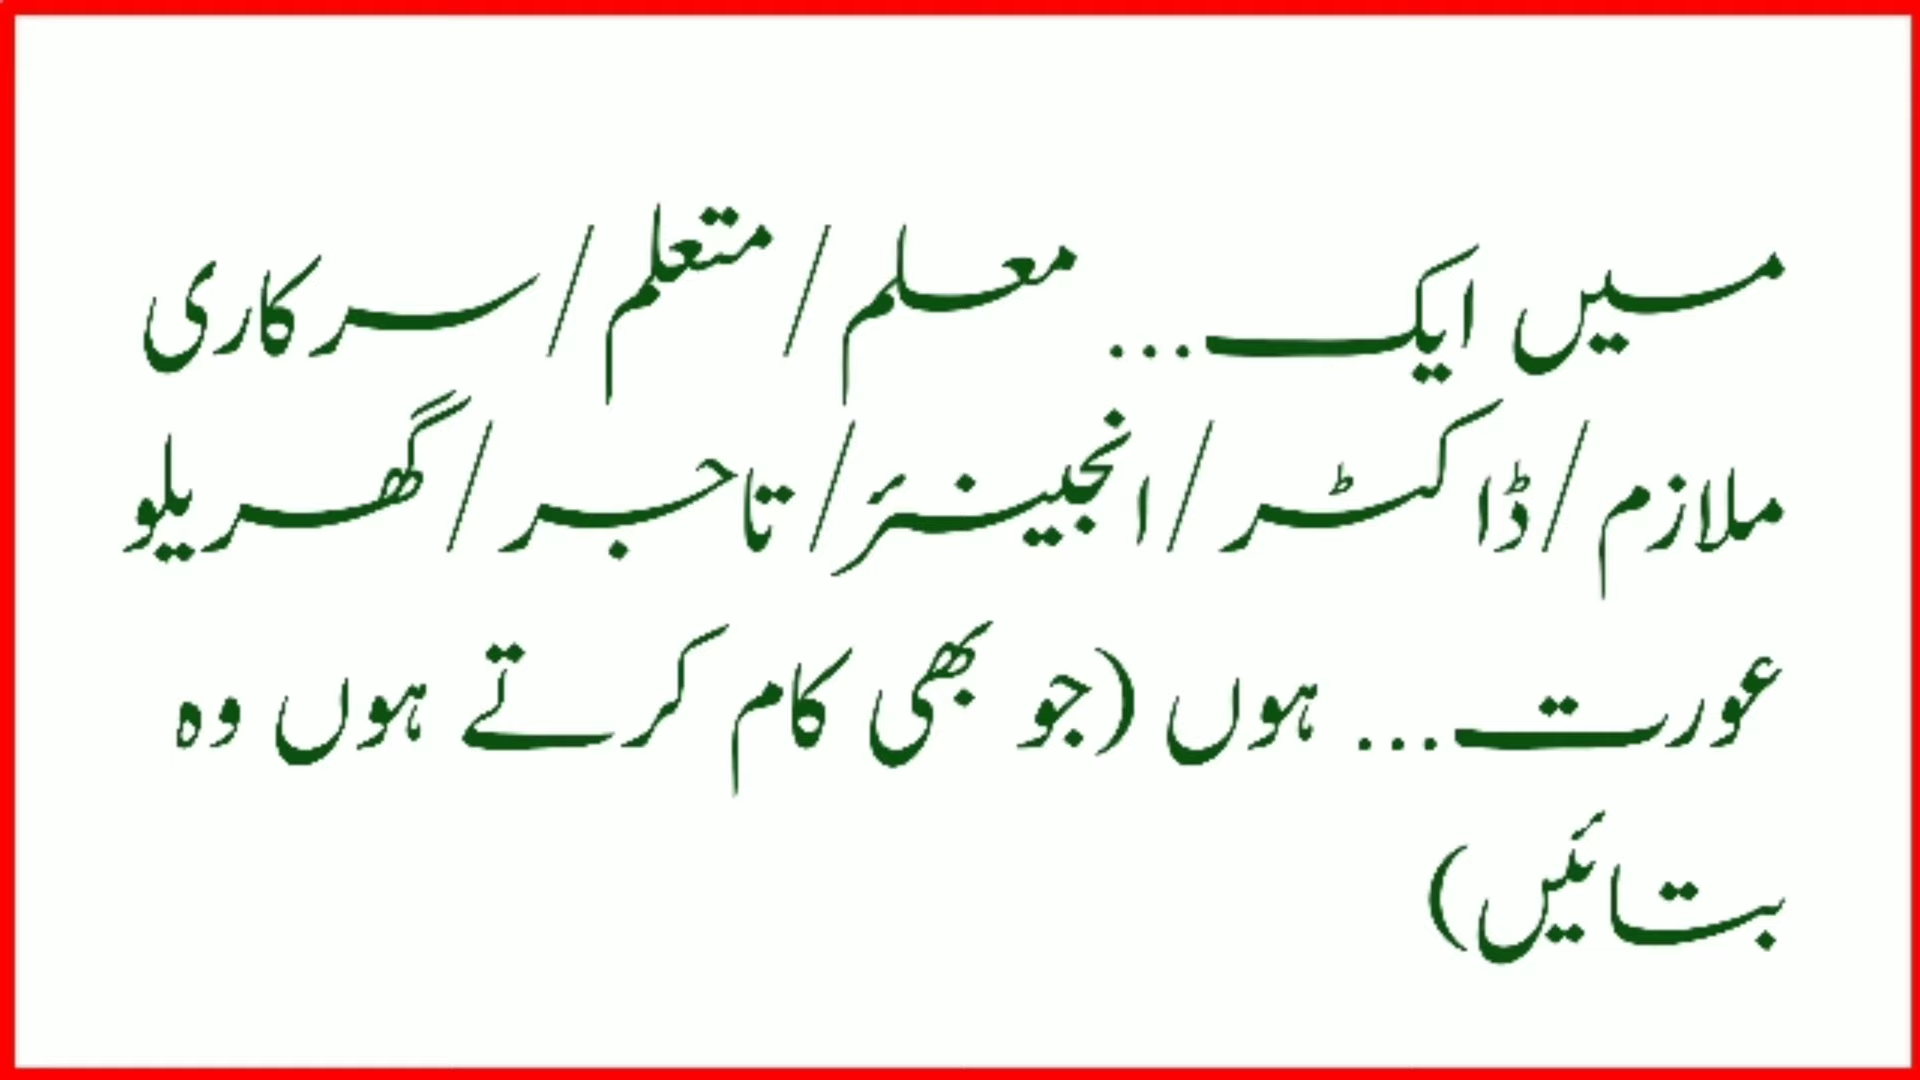 میں ایک... معلم/متعلم/سرکاری
ملازم/ڈاکٹر/انجینئر/تاجر/گھریلو
عورت... ہوں (جو بھی کام کرتے ہوں وہ
بتائیں)